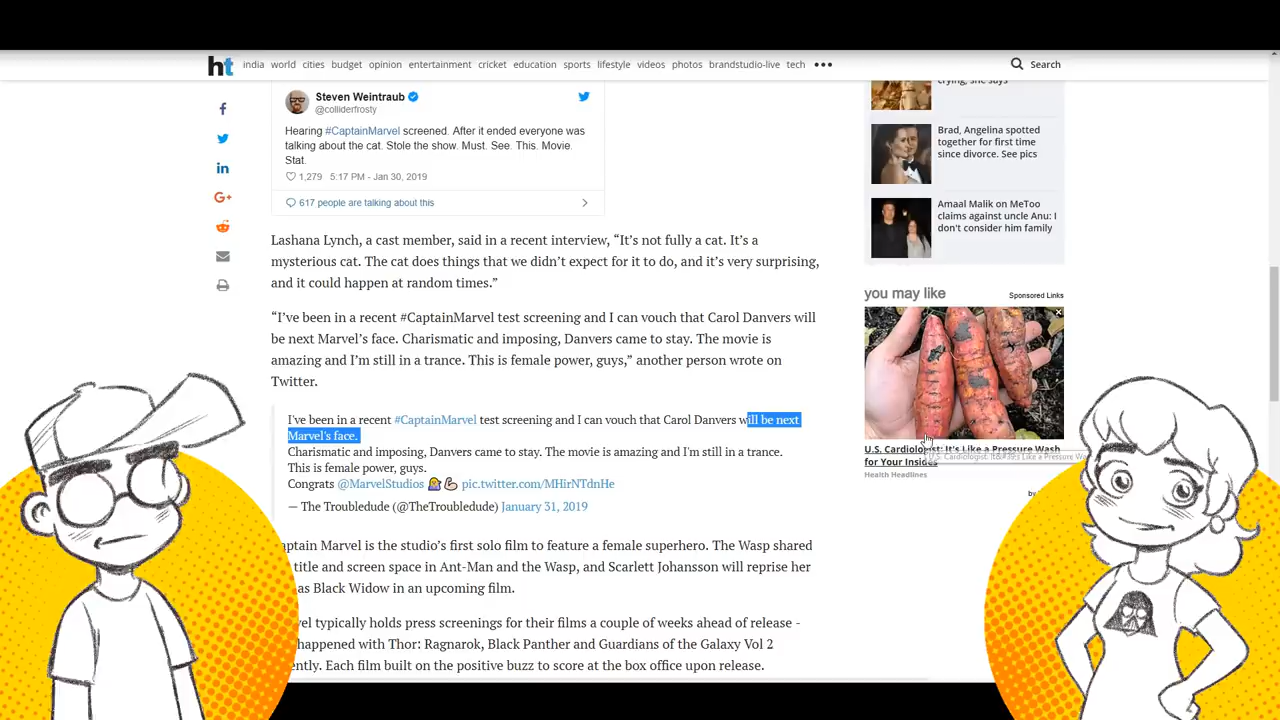 ht india world cities budget opinion entertainment cricket education sports lifestyle videos photos brandstudio-live tech ••• Search
Steven Weintraub
@colliderfrosty
Hearing #CaptainMarvel screened. After it ended everyone was
talking about the cat. Stole the show. Must. See. This. Movie.
Stat.
1,279 5:17 PM - Jan 30, 2019
617 people are talking about this
Lashana Lynch, a cast member, said in a recent interview, “It’s not fully a cat. It’s a
mysterious cat. The cat does things that we didn’t expect for it to do, and it’s very surprising,
and it could happen at random times.”
“I’ve been in a recent #CaptainMarvel test screening and I can vouch that Carol Danvers will
be next Marvel’s face. Charismatic and imposing, Danvers came to stay. The movie is
amazing and I’m still in a trance. This is female power, guys,” another person wrote on
Twitter.
I've been in a recent #CaptainMarvel test screening and I can vouch that Carol Danvers will be next
Marvel's face.
Charismatic and imposing, Danvers came to stay. The movie is amazing and I'm still in a trance.
This is female power, guys.
Congrats @MarvelStudios pic.twitter.com/MHirNTdnHe
— The Troubledude (@TheTroubledude) January 31, 2019
aptain Marvel is the studio’s first solo film to feature a female superhero. The Wasp shared
title and screen space in Ant-Man and the Wasp, and Scarlett Johansson will reprise her
as Black Widow in an upcoming film.
vel typically holds press screenings for their films a couple of weeks ahead of release -
happened with Thor: Ragnarok, Black Panther and Guardians of the Galaxy Vol 2
ently. Each film built on the positive buzz to score at the box office upon release.
crying, she says
Brad, Angelina spotted
together for first time
since divorce. See pics
Amaal Malik on MeToo
claims against uncle Anu: I
don't consider him family
you may like Sponsored Links
U.S. Cardiologist: It's Like a Pressure Wash
for Your Insides
Health Headlines
by